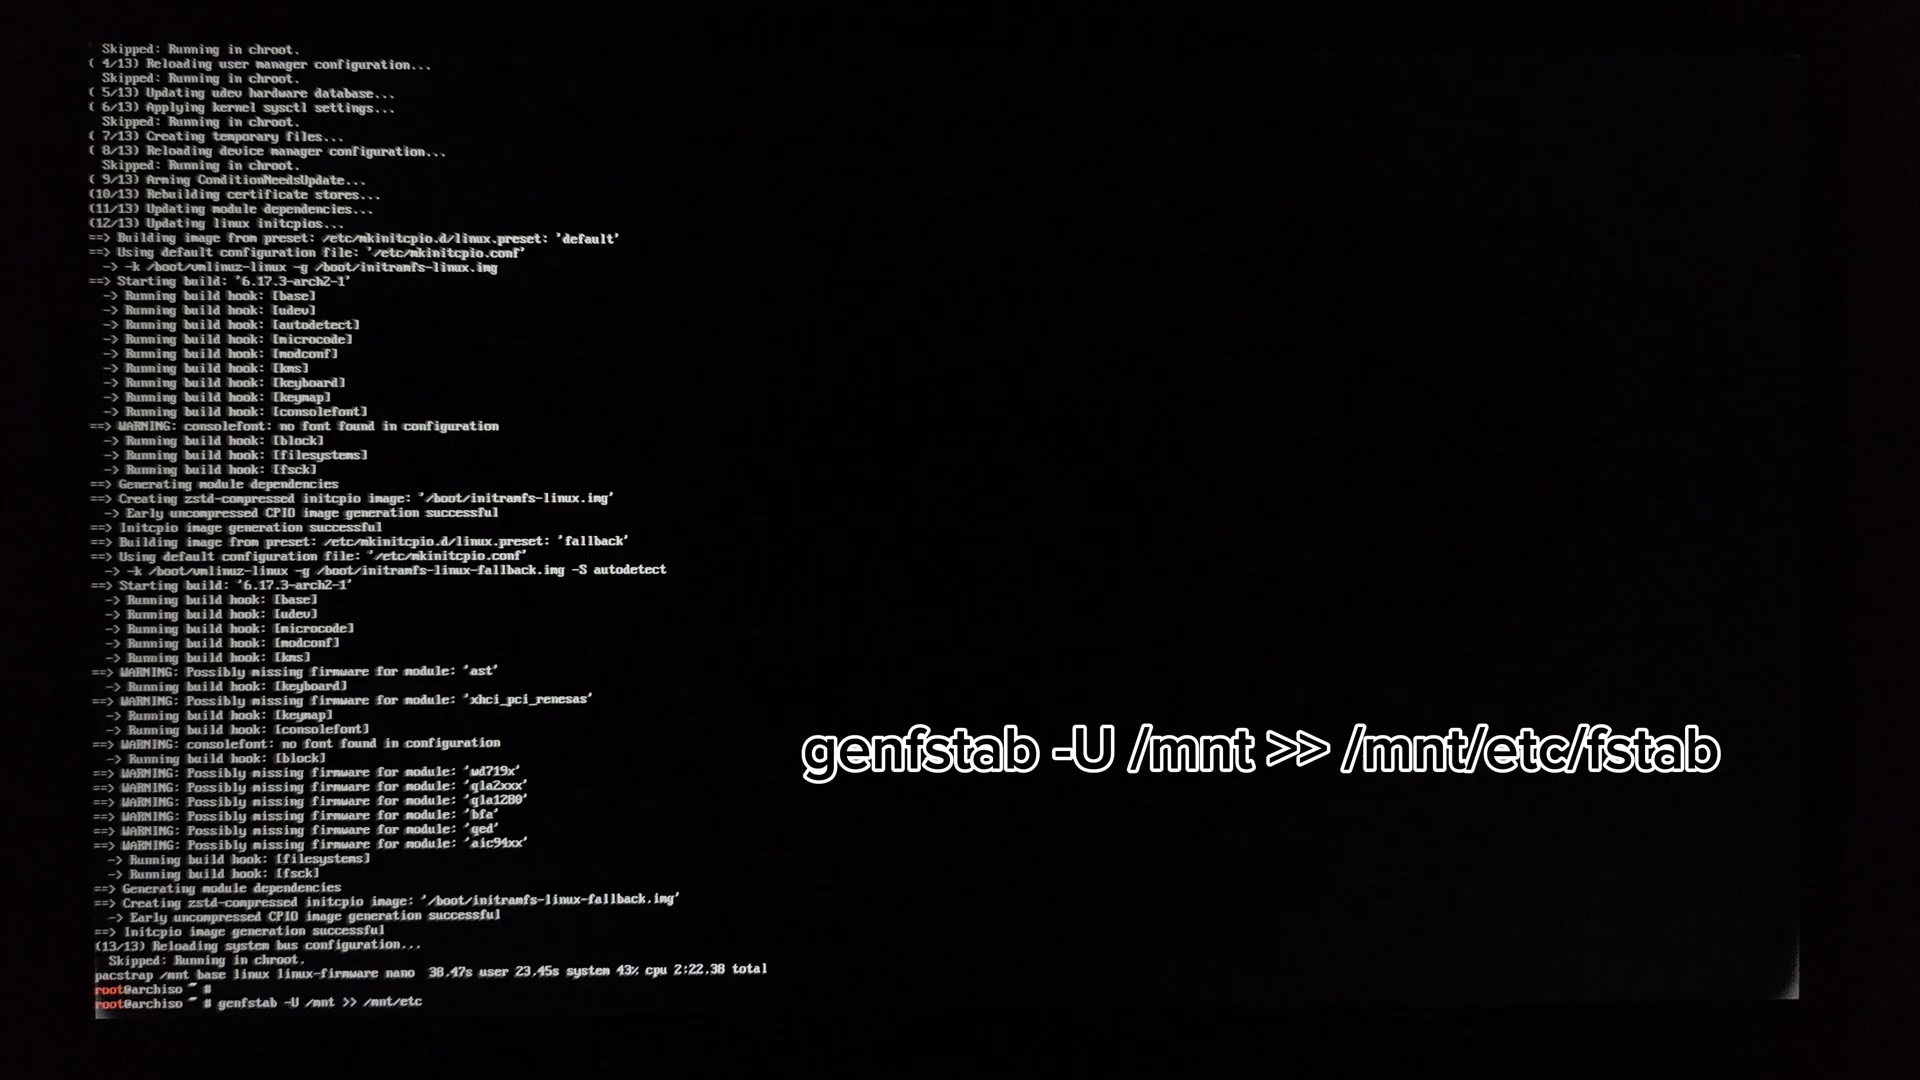 Skipped: Running in chroot.
( 4/13) Reloading user manager configuration...
Skipped: Running in chroot.
( 5/13) Updating udev hardware database...
( 6/13) Applying kernel sysctl settings...
Skipped: Running in chroot.
( 7/13) Creating temporary files...
( 8/13) Reloading device manager configuration...
Skipped: Running in chroot.
( 9/13) Arming ConditionNeedsUpdate...
(10/13) Rebuilding certificate stores...
(11/13) Updating module dependencies...
(12/13) Updating linux initcpios...
==> Building image from preset: /etc/mkinitcpio.d/linux.preset: 'default'
==> Using default configuration file: '/etc/mkinitcpio.conf'
-> -k /boot/vmlinuz-linux -g /boot/initramfs-linux.img
==> Starting build: '6.17.3-arch2-1'
-> Running build hook: [base]
-> Running build hook: [udev]
-> Running build hook: [autodetect]
-> Running build hook: [microcode]
-> Running build hook: [modconf]
-> Running build hook: [kms]
-> Running build hook: [keyboard]
-> Running build hook: [keymap]
-> Running build hook: [consolefont]
==> WARNING: consolefont: no font found in configuration
-> Running build hook: [block]
-> Running build hook: [filesystems]
-> Running build hook: [fsck]
==> Generating module dependencies
==> Creating zstd-compressed initcpio image: '/boot/initramfs-linux.img'
-> Early uncompressed CPIO image generation successful
==> Initcpio image generation successful
==> Building image from preset: /etc/mkinitcpio.d/linux.preset: 'fallback'
==> Using default configuration file: '/etc/mkinitcpio.conf'
-> -k /boot/vmlinuz-linux -g /boot/initramfs-linux-fallback.img -S autodetect
==> Starting build: '6.17.3-arch2-1'
-> Running build hook: [base]
-> Running build hook: [udev]
-> Running build hook: [microcode]
-> Running build hook: [modconf]
-> Running build hook: [kms]
==> WARNING: Possibly missing firmware for module: 'ast'
-> Running build hook: [keyboard]
==> WARNING: Possibly missing firmware for module: 'xhci_pci_renesas'
-> Running build hook: [keymap]
-> Running build hook: [consolefont]
==> WARNING: consolefont: no font found in configuration
-> Running build hook: [block]
==> WARNING: Possibly missing firmware for module: 'wd719x'
==> WARNING: Possibly missing firmware for module: 'qla2xxx'
==> WARNING: Possibly missing firmware for module: 'qla1280'
==> WARNING: Possibly missing firmware for module: 'bfa'
==> WARNING: Possibly missing firmware for module: 'qed'
==> WARNING: Possibly missing firmware for module: 'aic94xx'
-> Running build hook: [filesystems]
-> Running build hook: [fsck]
==> Generating module dependencies
==> Creating zstd-compressed initcpio image: '/boot/initramfs-linux-fallback.img'
-> Early uncompressed CPIO image generation successful
==> Initcpio image generation successful
(13/13) Reloading system bus configuration...
Skipped: Running in chroot.
pacstrap /mnt base linux linux-firmware nano  30.47s user 23.45s system 43% cpu 2:22.38 total
root@archiso ~ #
root@archiso ~ # genfstab -U /mnt >> /mnt/etc
genfstab -U /mnt >> /mnt/etc/fstab